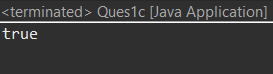 <terminated> Ques1c [Java Application]
true